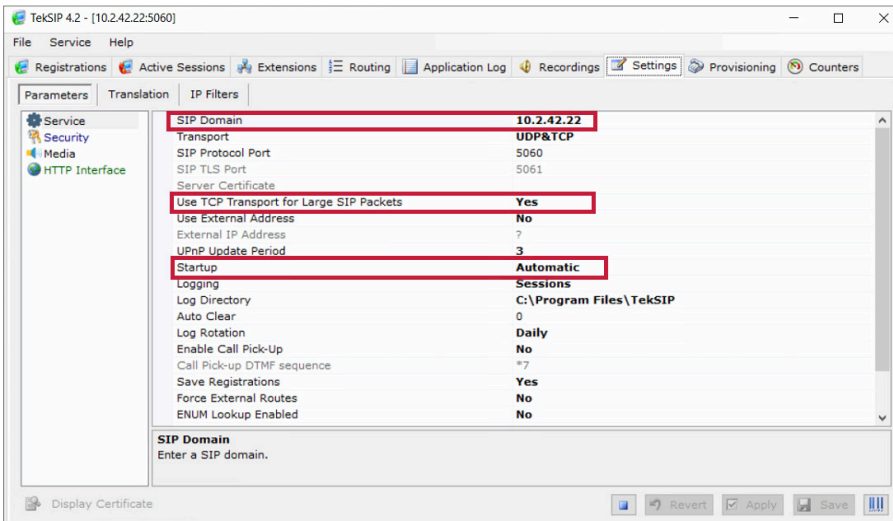 TekSIP 4.2 - [10.2.42.22:5060]
File Service Help
Registrations Active Sessions Extensions Routing Application Log Recordings Settings Provisioning Counters
Parameters Translation IP Filters
Service
Security
Media
HTTP Interface
SIP Domain 10.2.42.22
Transport UDP&TCP
SIP Protocol Port 5060
SIP TLS Port 5061
Server Certificate
Use TCP Transport for Large SIP Packets Yes
Use External Address No
External IP Address ?
UPnP Update Period 3
Startup Automatic
Logging Sessions
Log Directory C:\Program Files\TekSIP
Auto Clear 0
Log Rotation Daily
Enable Call Pick-Up No
Call Pick-up DTMF sequence *7
Save Registrations Yes
Force External Routes No
ENUM Lookup Enabled No
SIP Domain
Enter a SIP domain.
Display Certificate Revert Apply Save